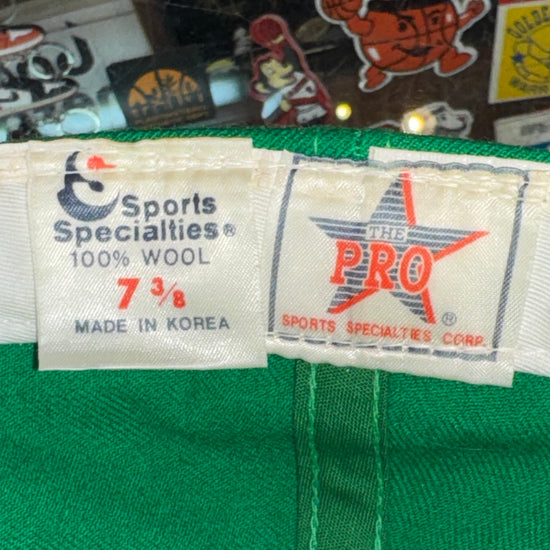 Sports
Specialties®
100% WOOL
7 3/8
MADE IN KOREA
THE
PRO
®
SPORTS SPECIALTIES CORP.